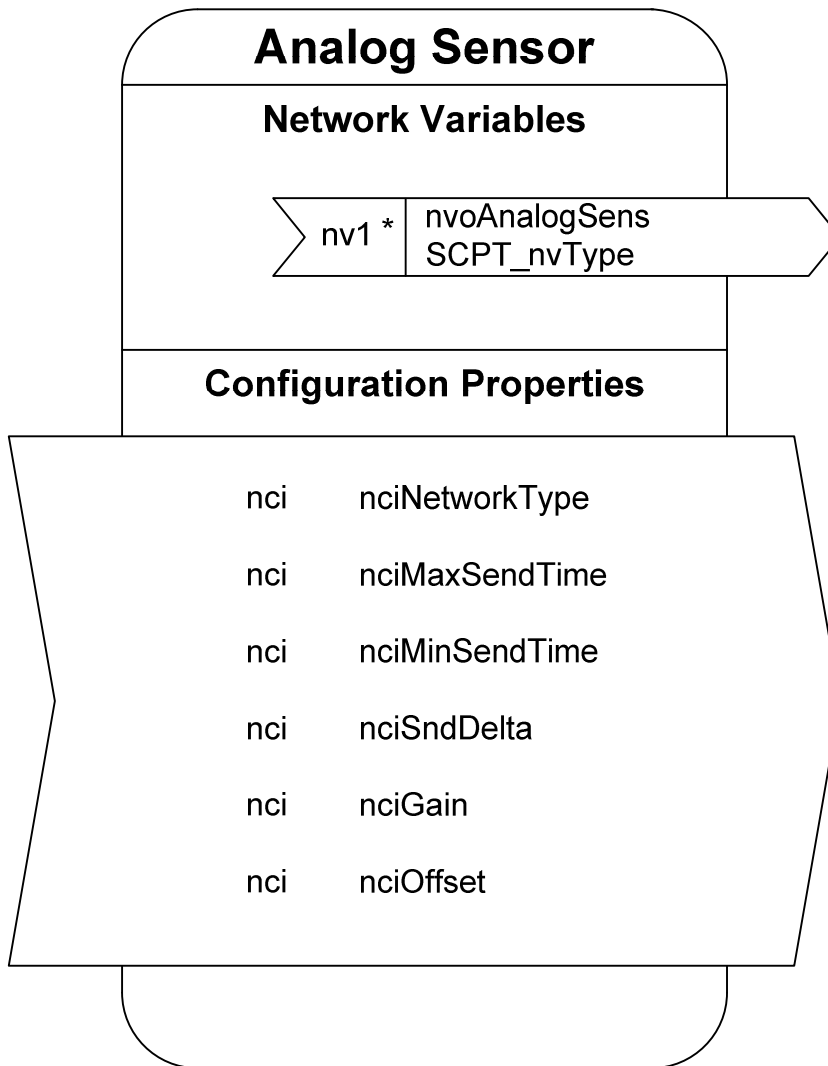 Analog Sensor
Network Variables
nv1 * nvoAnalogSens
SCPT_nvType
Configuration Properties
nci nciNetworkType
nci nciMaxSendTime
nci nciMinSendTime
nci nciSndDelta
nci nciGain
nci nciOffset